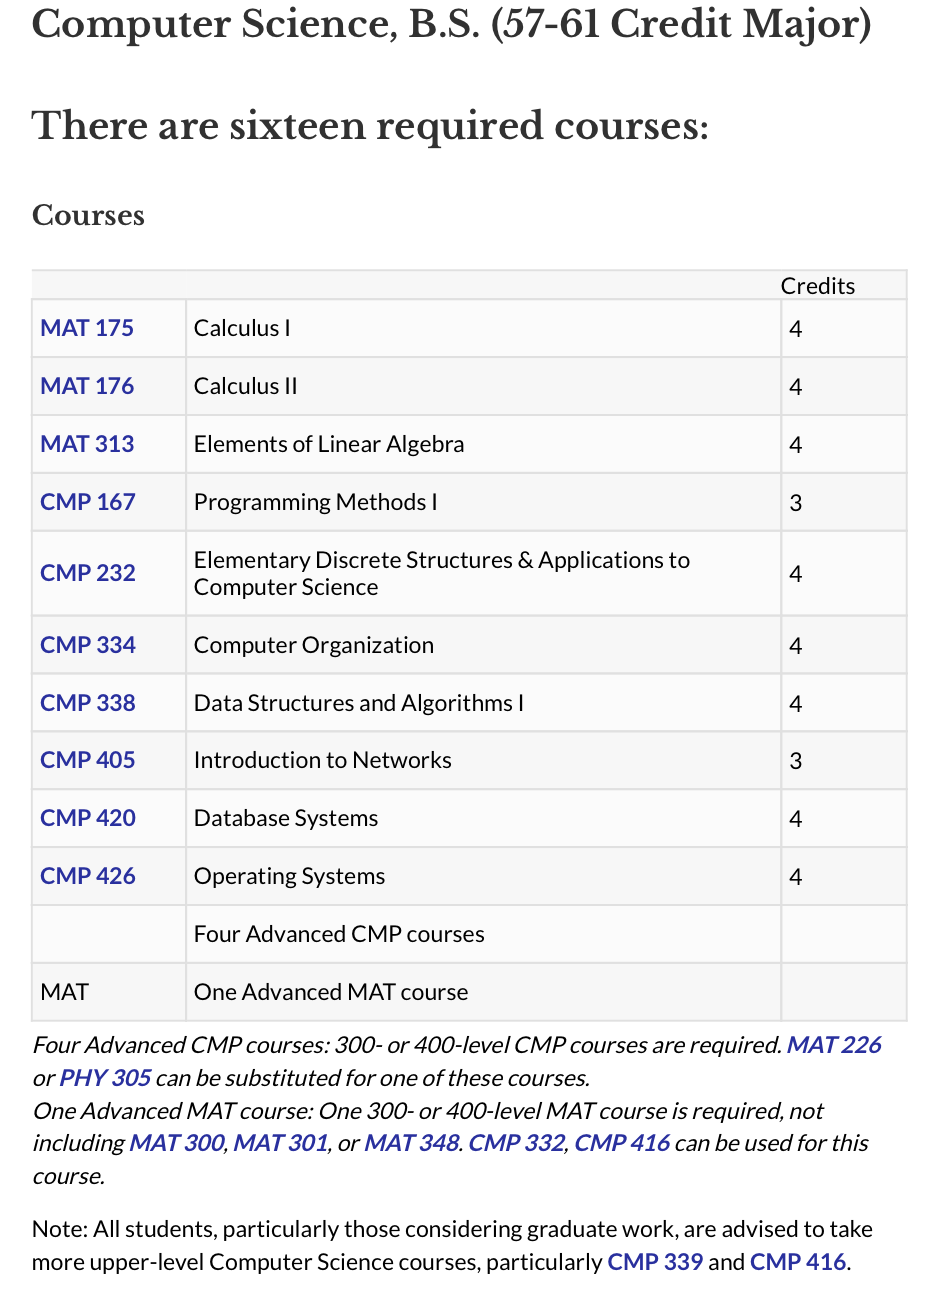 Computer Science, B.S. (57-61 Credit Major)
There are sixteen required courses:
Courses
Credits
MAT 175 Calculus I 4
MAT 176 Calculus II 4
MAT 313 Elements of Linear Algebra 4
CMP 167 Programming Methods I 3
CMP 232 Elementary Discrete Structures & Applications to
Computer Science 4
CMP 334 Computer Organization 4
CMP 338 Data Structures and Algorithms I 4
CMP 405 Introduction to Networks 3
CMP 420 Database Systems 4
CMP 426 Operating Systems 4
Four Advanced CMP courses
MAT One Advanced MAT course
Four Advanced CMP courses: 300- or 400-level CMP courses are required. MAT 226
or PHY 305 can be substituted for one of these courses.
One Advanced MAT course: One 300- or 400-level MAT course is required, not
including MAT 300, MAT 301, or MAT 348. CMP 332, CMP 416 can be used for this
course.
Note: All students, particularly those considering graduate work, are advised to take
more upper-level Computer Science courses, particularly CMP 339 and CMP 416.